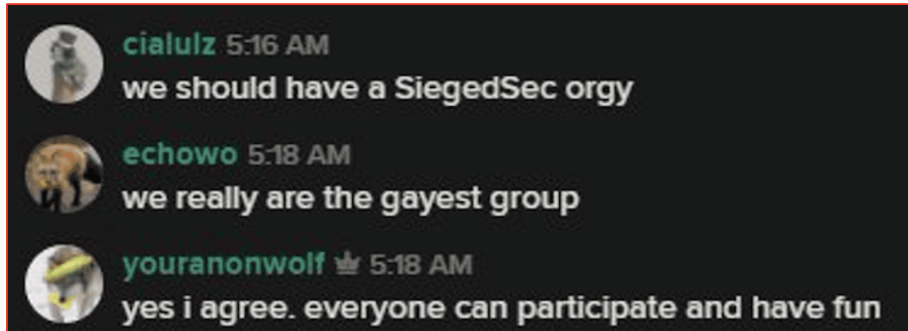 cialulz 5:16 AM
we should have a SiegedSec orgy
echowo 5:18 AM
we really are the gayest group
youranonwolf 5:18 AM
yes i agree. everyone can participate and have fun